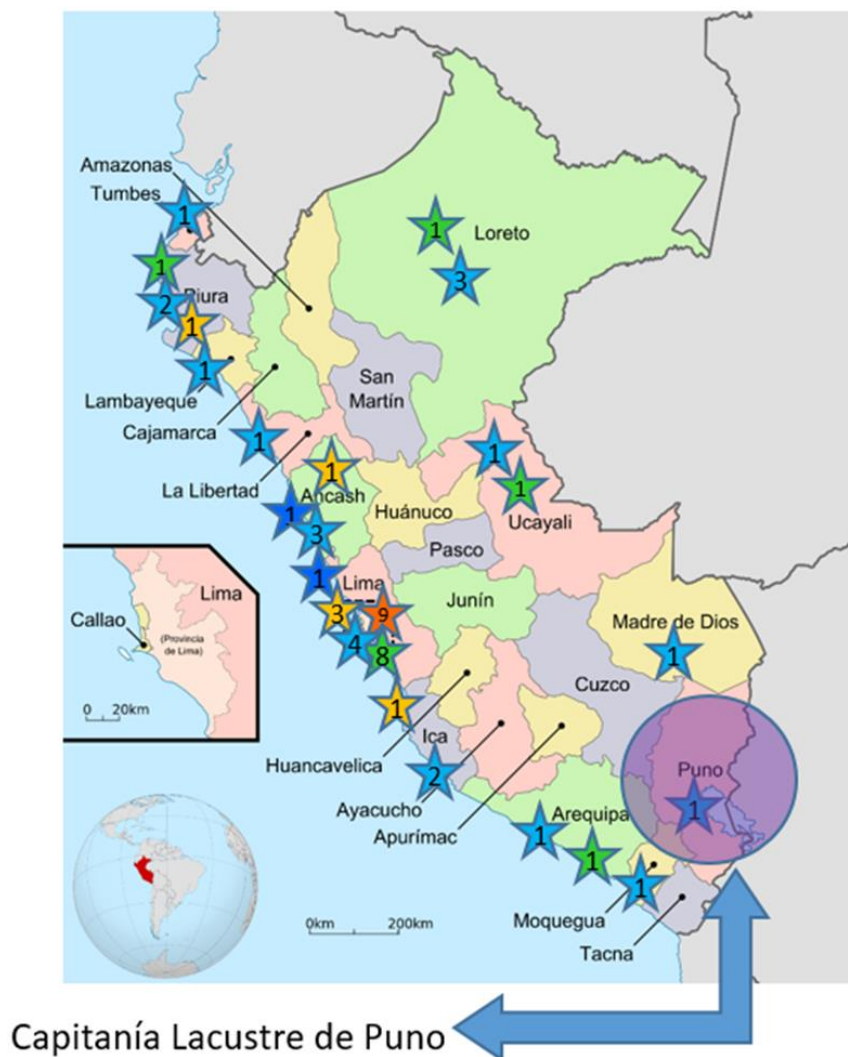 Amazonas
Tumbes
1
1
Loreto
1
3
Piura
2
1
1
San
Martín
Lambayeque
Cajamarca
1
1
1
La Libertad
1
Ancash
Huánuco
Ucayali
1
3
Pasco
1
Lima
Junín
Lima
Callao
(Provincia
de Lima)
3
9
Madre de Dios
4
8
1
0
20km
Cuzco
1
Ica
Huancavelica
2
Puno
Ayacucho
Apurímac
Arequipa
1
1
1
1
Moquegua
0km
200km
Tacna
Capitanía Lacustre de Puno